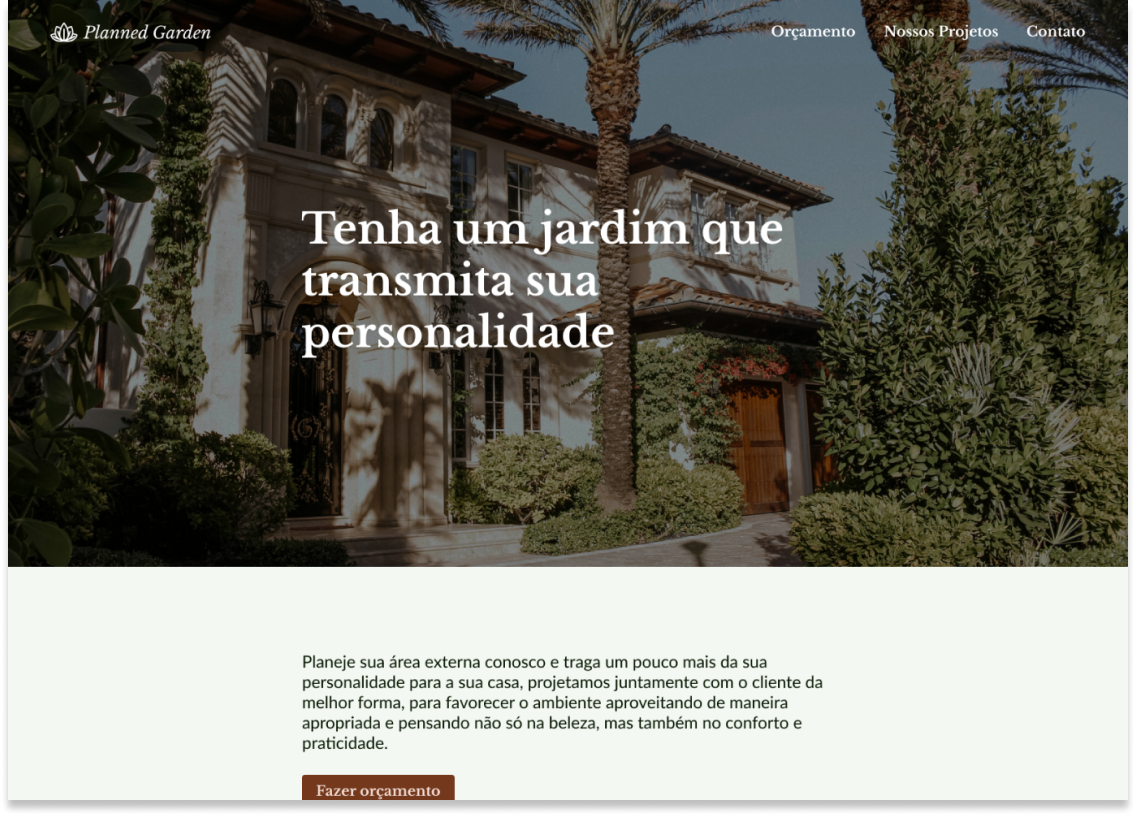 Planned Garden
Orçamento Nossos Projetos Contato
Tenha um jardim que
transmita sua
personalidade
Planeje sua área externa conosco e traga um pouco mais da sua
personalidade para a sua casa, projetamos juntamente com o cliente da
melhor forma, para favorecer o ambiente aproveitando de maneira
apropriada e pensando não só na beleza, mas também no conforto e
praticidade.
Fazer orçamento